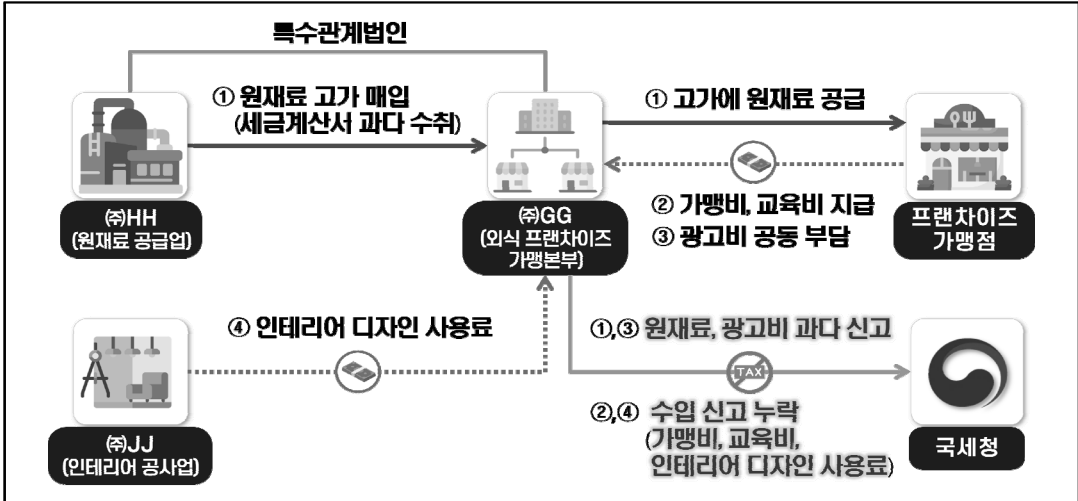 특수관계법인
① 원재료 고가 매입
(세금계산서 과다 수취)
① 고가에 원재료 공급
㈜HH
(원재료 공급업)
㈜GG
(외식 프랜차이즈
가맹본부)
② 가맹비, 교육비 지급
③ 광고비 공동 부담
프랜차이즈
가맹점
④ 인테리어 디자인 사용료
①,③ 원재료, 광고비 과다 신고
TAX
②,④ 수입 신고 누락
(가맹비, 교육비,
인테리어 디자인 사용료)
㈜JJ
(인테리어 공사업)
국세청